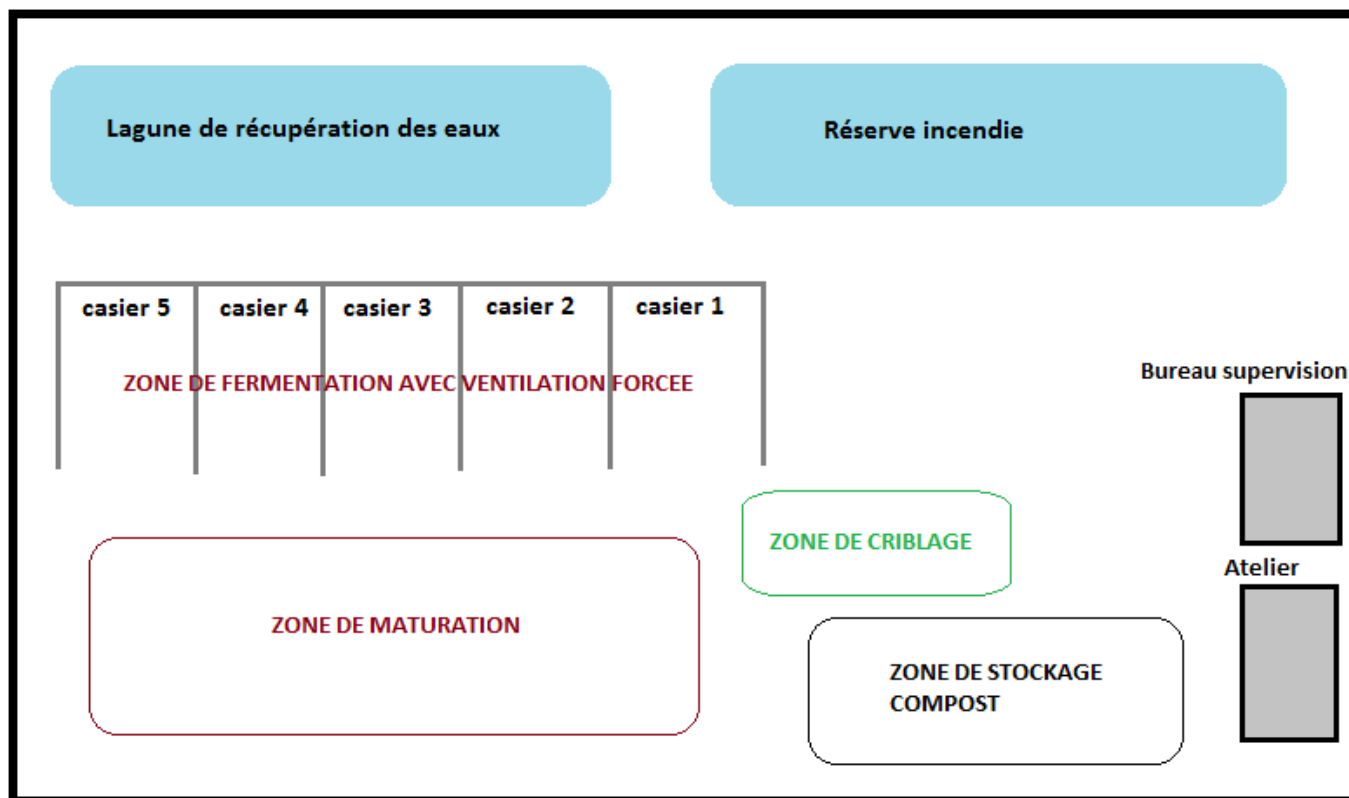 Lagune de récupération des eaux
Réserve incendie
casier 5
casier 4
casier 3
casier 2
casier 1
ZONE DE FERMENTATION AVEC VENTILATION FORCEE
Bureau supervision
ZONE DE CRIBLAGE
Atelier
ZONE DE MATURATION
ZONE DE STOCKAGE
COMPOST